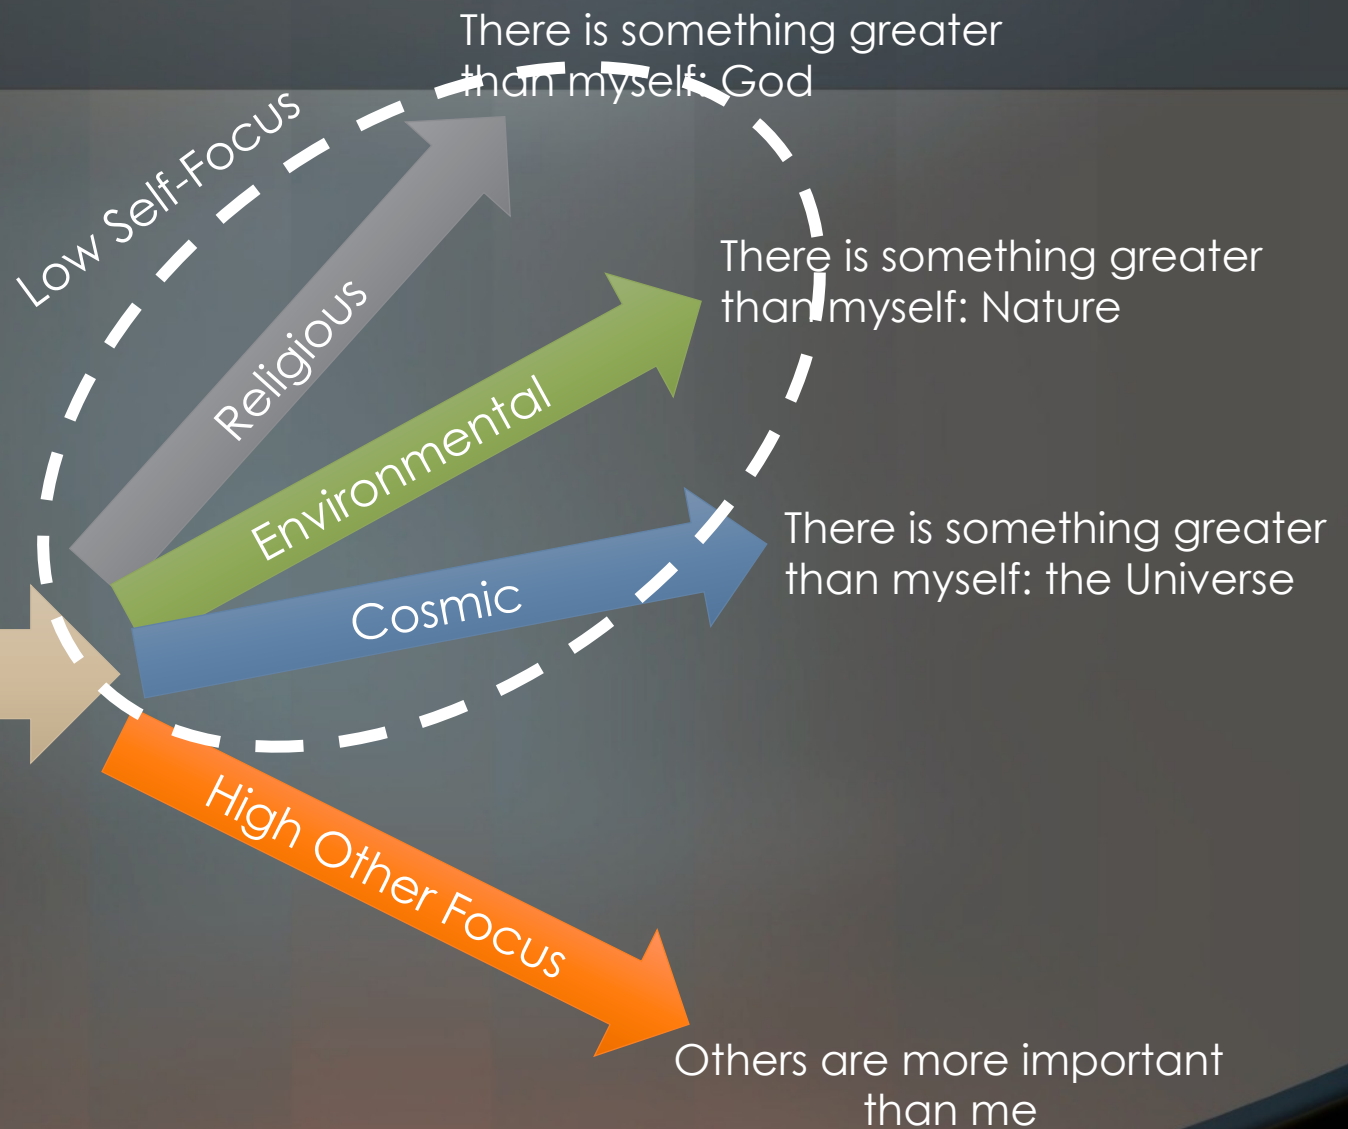 There is something greater
than myself: God
Low Self-Focus
Religious
There is something greater
than myself: Nature
Environmental
There is something greater
than myself: the Universe
Cosmic
High Other Focus
Others are more important
than me